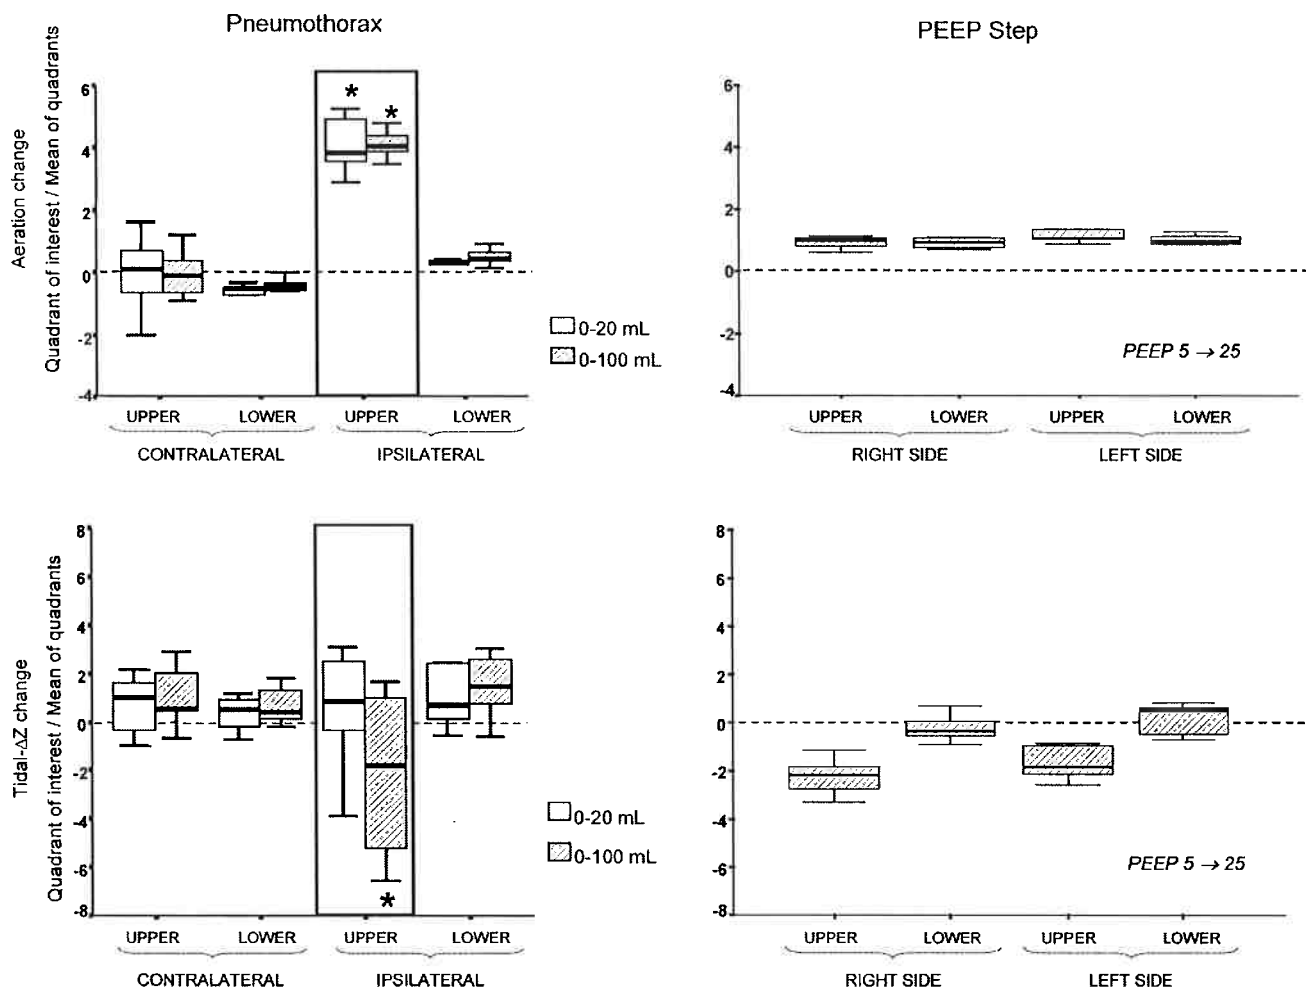 Pneumothorax
PEEP Step
Aeration change
Quadrant of interest / Mean of quadrants
6
4
2
0
-2
-4
*
*
UPPER LOWER UPPER LOWER
CONTRALATERAL IPSILATERAL
0-20 mL
0-100 mL
6
4
2
0
-2
-4
PEEP 5 → 25
UPPER LOWER UPPER LOWER
RIGHT SIDE LEFT SIDE
Tidal-ΔZ change
Quadrant of interest / Mean of quadrants
8
6
4
2
0
-2
-4
-6
-8
*
UPPER LOWER UPPER LOWER
CONTRALATERAL IPSILATERAL
0-20 mL
0-100 mL
8
6
4
2
0
-2
-4
-6
-8
PEEP 5 → 25
UPPER LOWER UPPER LOWER
RIGHT SIDE LEFT SIDE